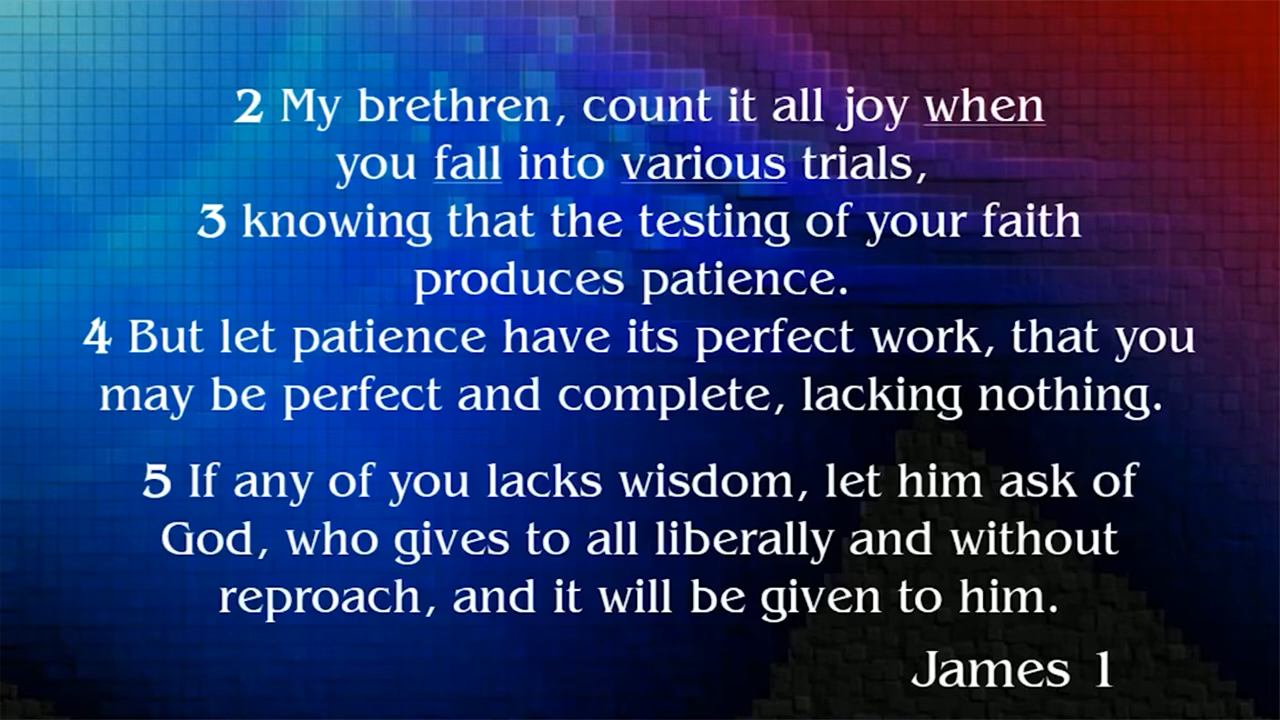 2 My brethren, count it all joy when
you fall into various trials,
3 knowing that the testing of your faith
produces patience.
4 But let patience have its perfect work, that you
may be perfect and complete, lacking nothing.
5 If any of you lacks wisdom, let him ask of
God, who gives to all liberally and without
reproach, and it will be given to him.
James 1